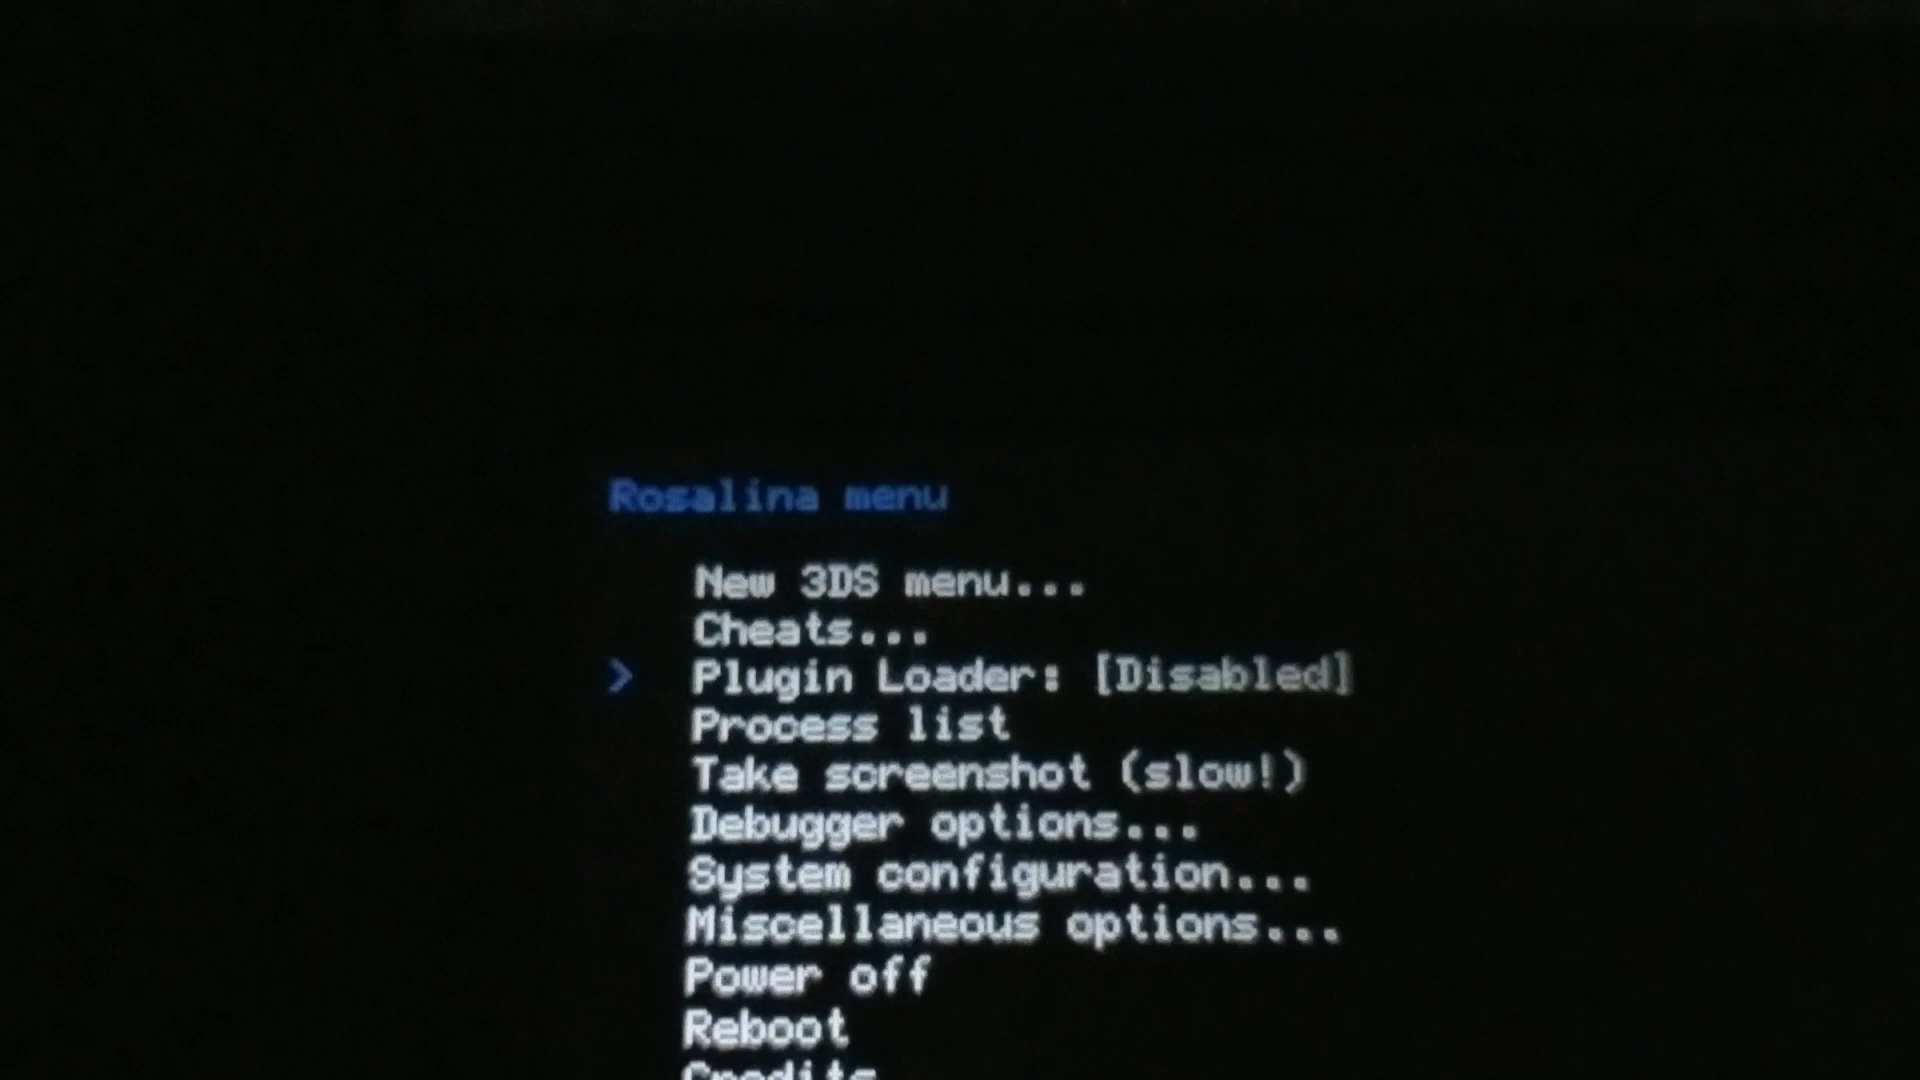 Rosalina menu
New 3DS menu...
Cheats...
> Plugin Loader: [Disabled]
Process list
Take screenshot (slow!)
Debugger options...
System configuration...
Miscellaneous options...
Power off
Reboot
Credits